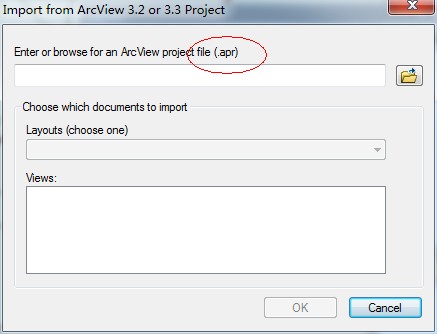 Import from ArcView 3.2 or 3.3 Project
Enter or browse for an ArcView project file (.apr)
Choose which documents to import
Layouts (choose one)
Views:
OK
Cancel